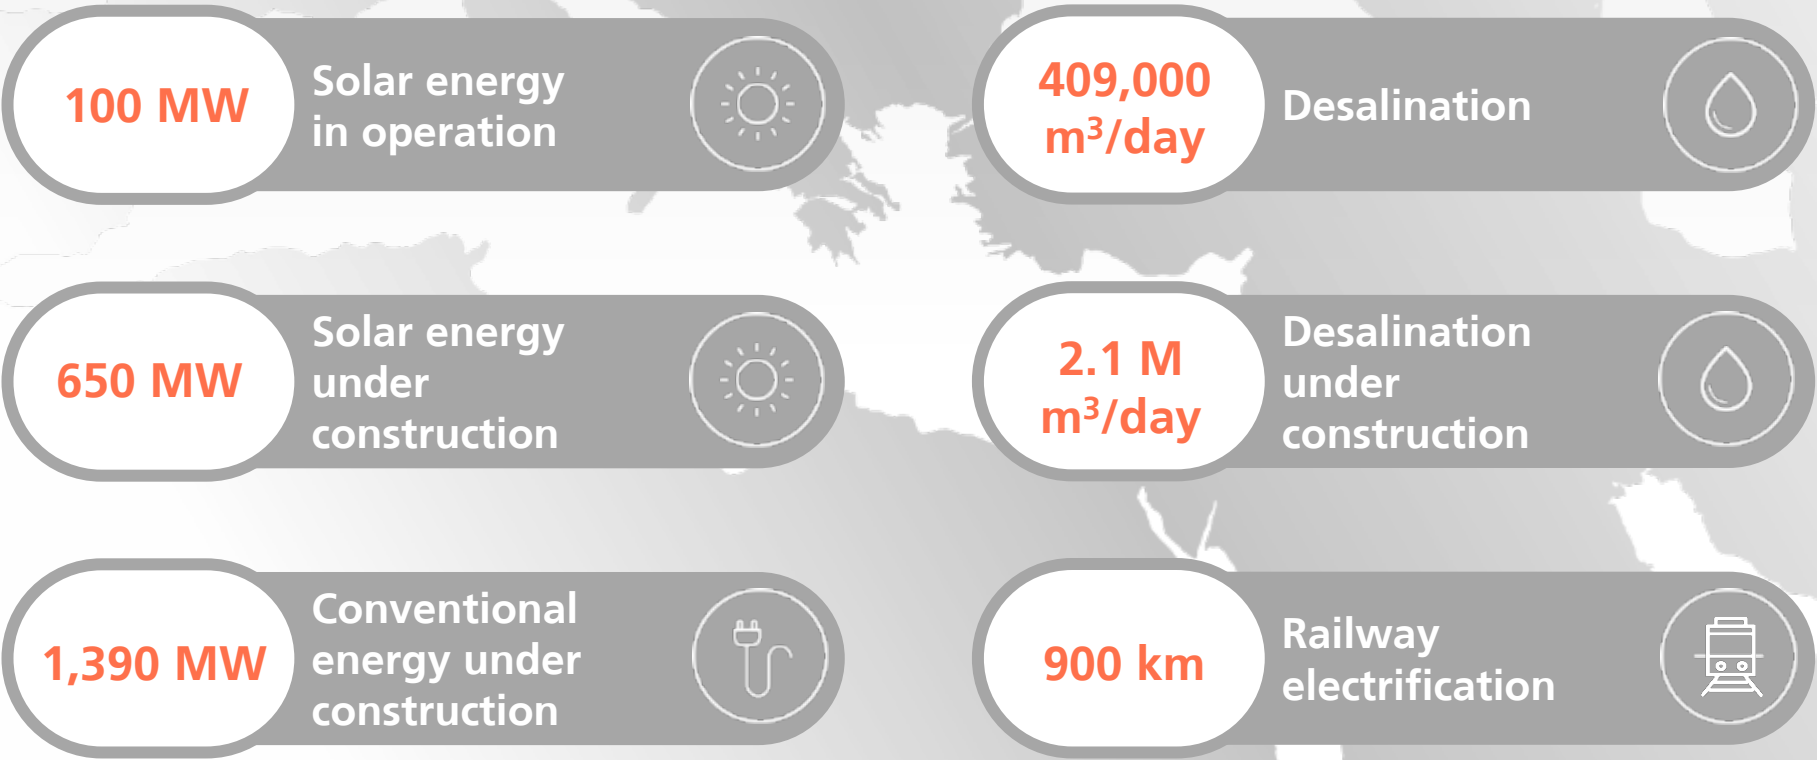 100 MW
Solar energy
in operation
409,000
m³/day
Desalination
650 MW
Solar energy
under
construction
2.1 M
m³/day
Desalination
under
construction
1,390 MW
Conventional
energy under
construction
900 km
Railway
electrification